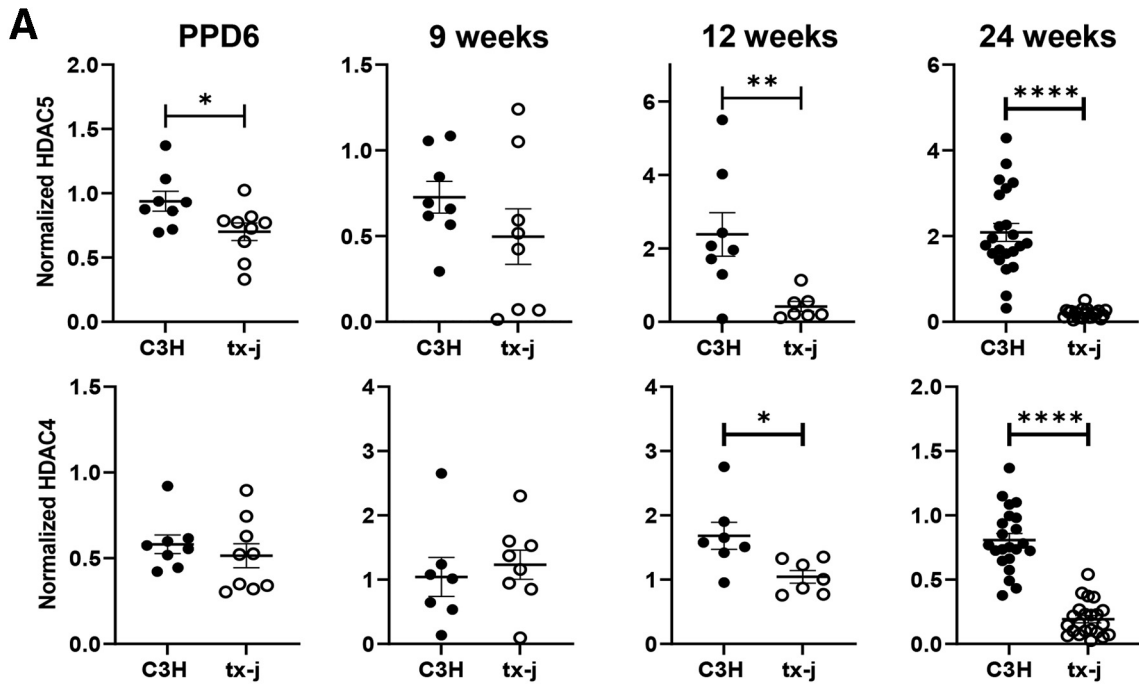 A
PPD6 9 weeks 12 weeks 24 weeks
Normalized HDAC5
2.0 1.5 1.0 0.5 0.0
*
C3H tx-j
1.5 1.0 0.5 0.0
C3H tx-j
6 4 2 0
**
C3H tx-j
6 4 2 0
****
C3H tx-j
Normalized HDAC4
1.5 1.0 0.5 0.0
C3H tx-j
4 3 2 1 0
C3H tx-j
4 3 2 1 0
*
C3H tx-j
2.0 1.5 1.0 0.5 0.0
****
C3H tx-j